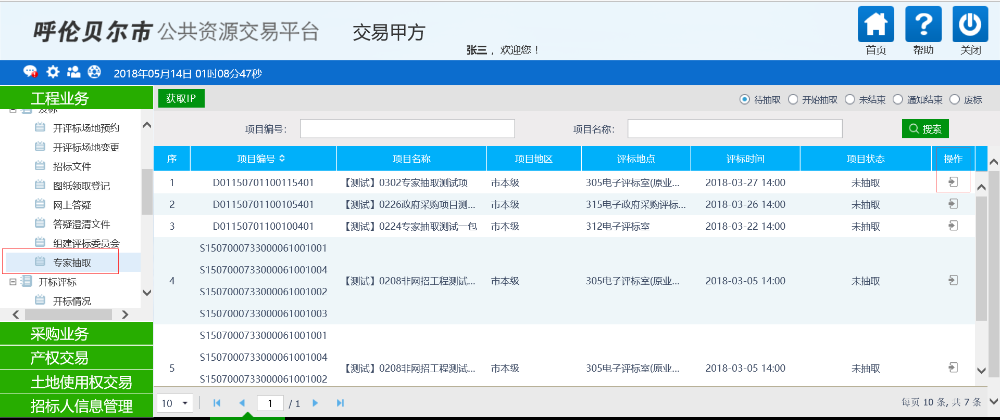 呼伦贝尔市公共资源交易平台 交易甲方
张三 ，欢迎您！
首页 帮助 关闭
2018年05月14日 01时08分47秒
工程业务
发标
开评标场地预约
开评标场地变更
招标文件
图纸领取登记
网上答疑
答疑澄清文件
组建评标委员会
专家抽取
开标评标
开标情况
采购业务
产权交易
土地使用权交易
招标人信息管理
获取IP 待抽取 开始抽取 未结束 通知结束 废标
项目编号: 项目名称: 搜索
序 项目编号 项目名称 项目地区 评标地点 评标时间 项目状态 操作
1 D01150701100115401 【测试】0302专家抽取测试项 市本级 305电子评标室(原业... 2018-03-27 14:00 未抽取
2 D01150701100105401 【测试】0226政府采购项目测... 市本级 315电子政府采购评标... 2018-03-26 14:00 未抽取
3 D01150701100100401 【测试】0224专家抽取测试一包 市本级 312电子评标室 2018-03-22 14:00 未抽取
S1507000733000061001001
S1507000733000061001004
4 【测试】0208非网招工程测试... 市本级 305电子评标室(原业... 2018-03-05 14:00 未抽取
S1507000733000061001002
S1507000733000061001003
S1507000733000061001001
S1507000733000061001004
5 【测试】0208非网招工程测试... 市本级 305电子评标室(原业... 2018-03-05 14:00 未抽取
S1507000733000061001002
10 1 / 1 每页 10 条, 共 7 条